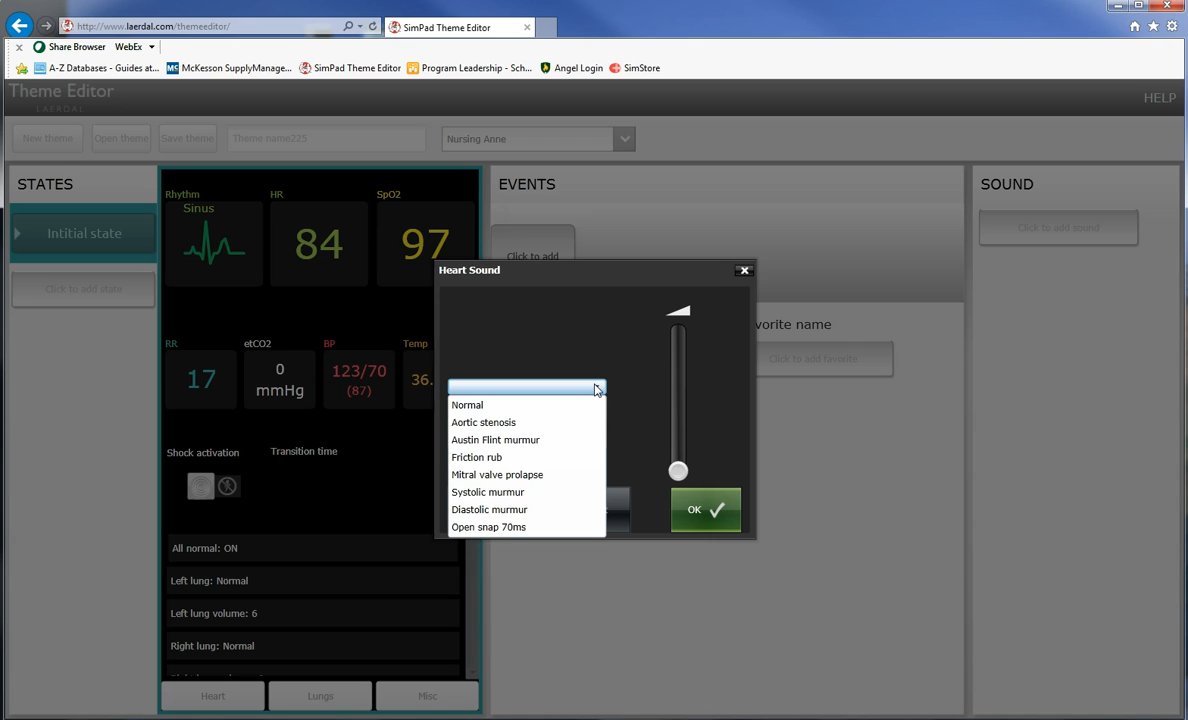 http://www.laerdal.com/themeeditor/
SimPad Theme Editor
Share Browser WebEx
A-Z Databases - Guides at...
McKesson SupplyManage...
SimPad Theme Editor
Program Leadership - Sch...
Angel Login
SimStore
Theme Editor
LAERDAL
HELP
New theme
Open theme
Save theme
Theme name225
Nursing Anne
STATES
Intitial state
Click to add state
Rhythm
Sinus
HR
84
SpO2
97
RR
17
etCO2
0
mmHg
BP
123/70
(87)
Temp
36.
Shock activation
Transition time
All normal: ON
Left lung: Normal
Left lung volume: 6
Right lung: Normal
Heart
Lungs
Misc
EVENTS
Click to add
vorite name
Click to add favorite
SOUND
Click to add sound
Heart Sound
Normal
Aortic stenosis
Austin Flint murmur
Friction rub
Mitral valve prolapse
Systolic murmur
Diastolic murmur
Open snap 70ms
OK